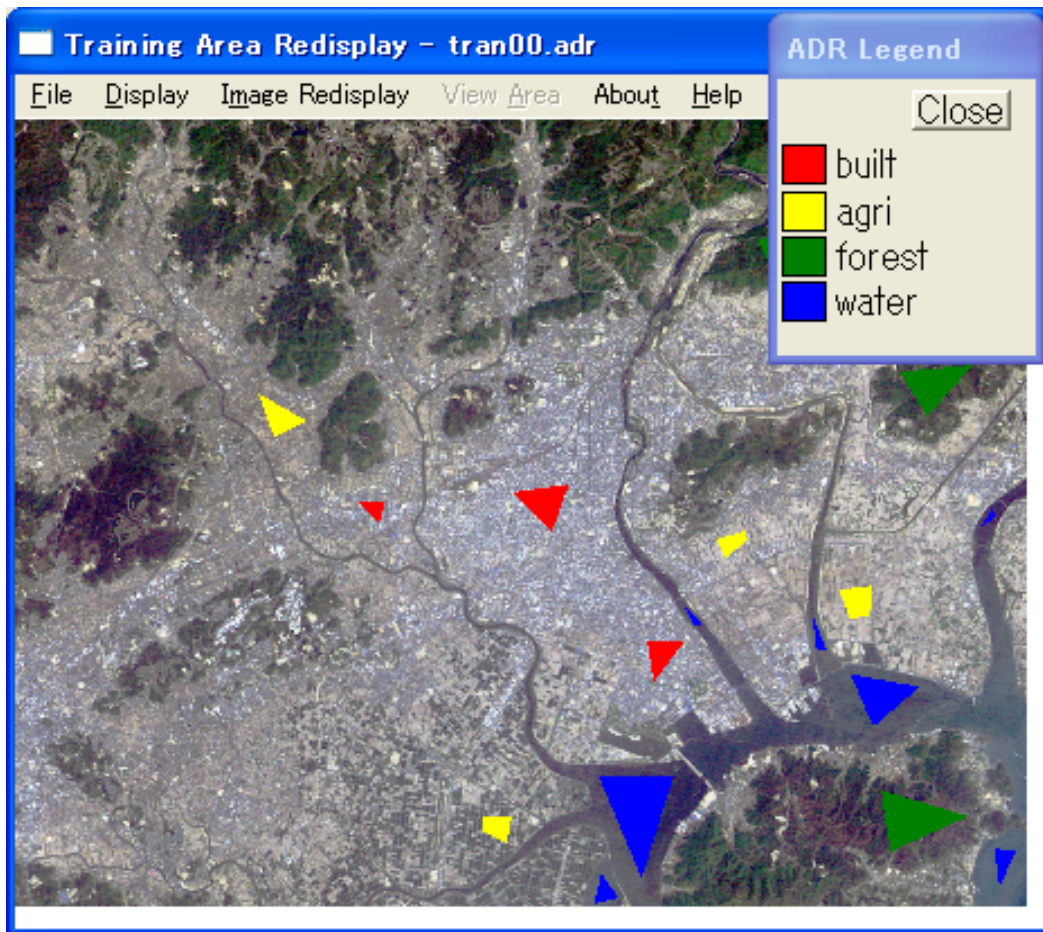 Training Area Redisplay - tran00.adr
ADR Legend
File Display Image Redisplay View Area About Help
Close
built
agri
forest
water